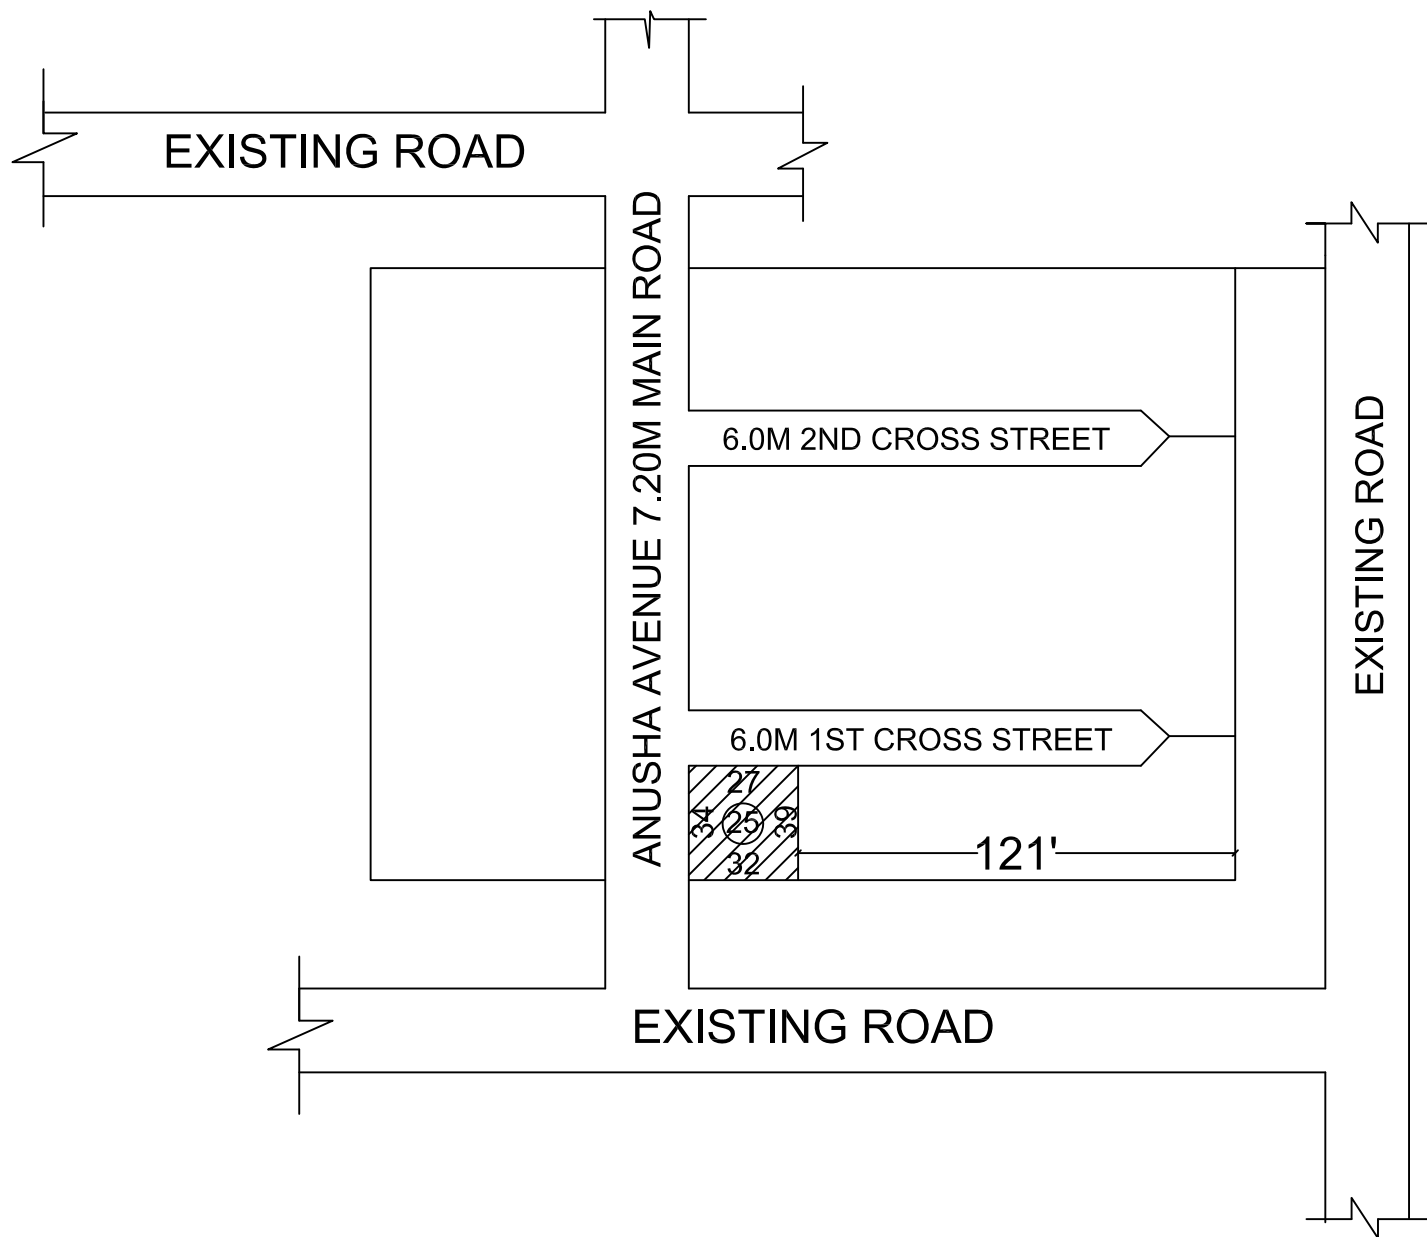 EXISTING ROAD
ANUSHA AVENUE 7.20M MAIN ROAD
6.0M 2ND CROSS STREET
EXISTING ROAD
6.0M 1ST CROSS STREET
27
34
25
39
32
121'
EXISTING ROAD